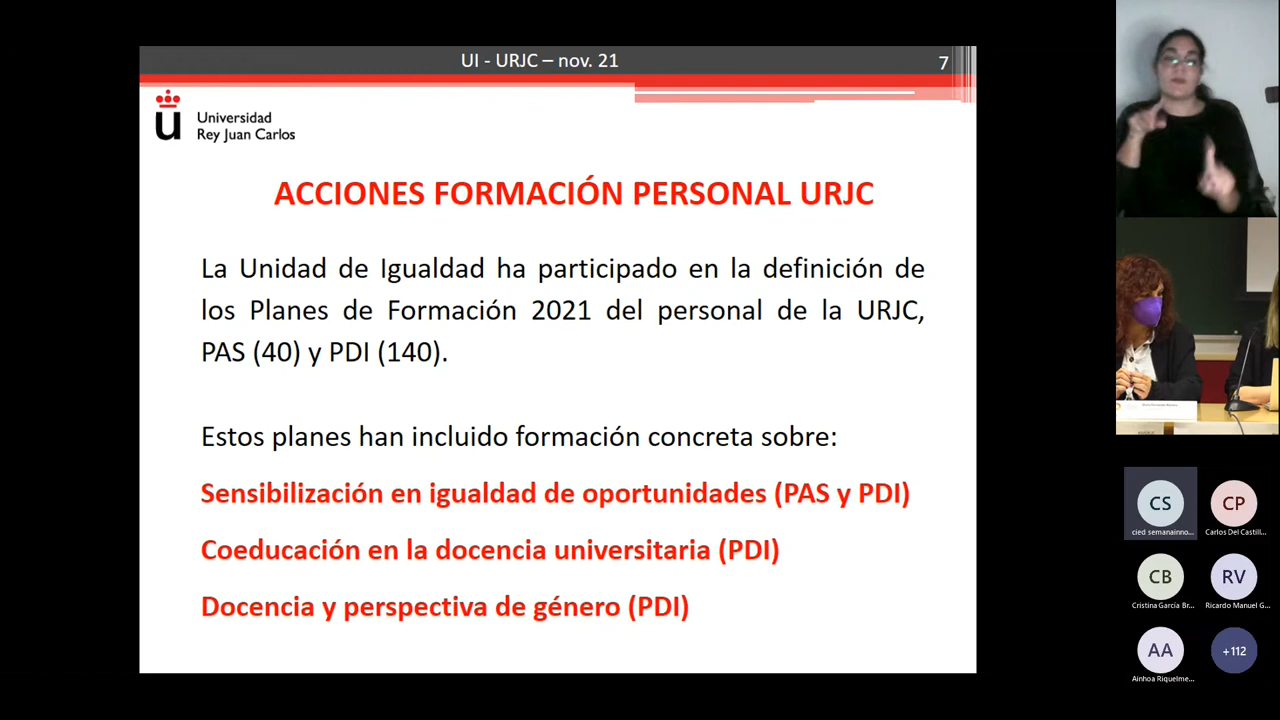 UI - URJC – nov. 21
7
Universidad
Rey Juan Carlos
ACCIONES FORMACIÓN PERSONAL URJC
La Unidad de Igualdad ha participado en la definición de
los Planes de Formación 2021 del personal de la URJC,
PAS (40) y PDI (140).
Estos planes han incluido formación concreta sobre:
Sensibilización en igualdad de oportunidades (PAS y PDI)
Coeducación en la docencia universitaria (PDI)
Docencia y perspectiva de género (PDI)
CS
CP
cied semanainno...
Carlos Del Castill...
CB
RV
Cristina García Br...
Ricardo Manuel G...
AA
+112
Ainhoa Riquelme...